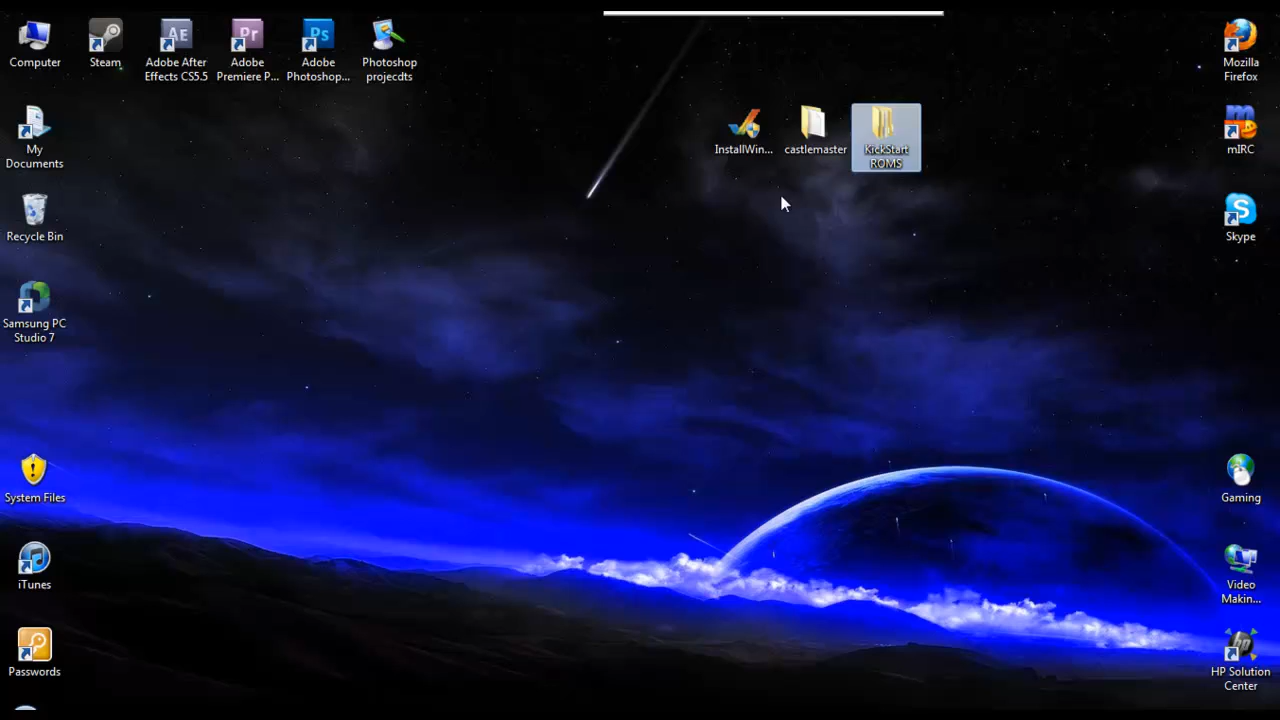 Computer
Steam
Adobe After
Effects CS5.5
Adobe
Premiere P...
Adobe
Photoshop...
Photoshop
projecdts
Mozilla
Firefox
My
Documents
InstallWin...
castlemaster
KickStart
ROMS
mIRC
Recycle Bin
Skype
Samsung PC
Studio 7
System Files
Gaming
iTunes
Video
Makin...
Passwords
HP Solution
Center
AE
Pr
Ps